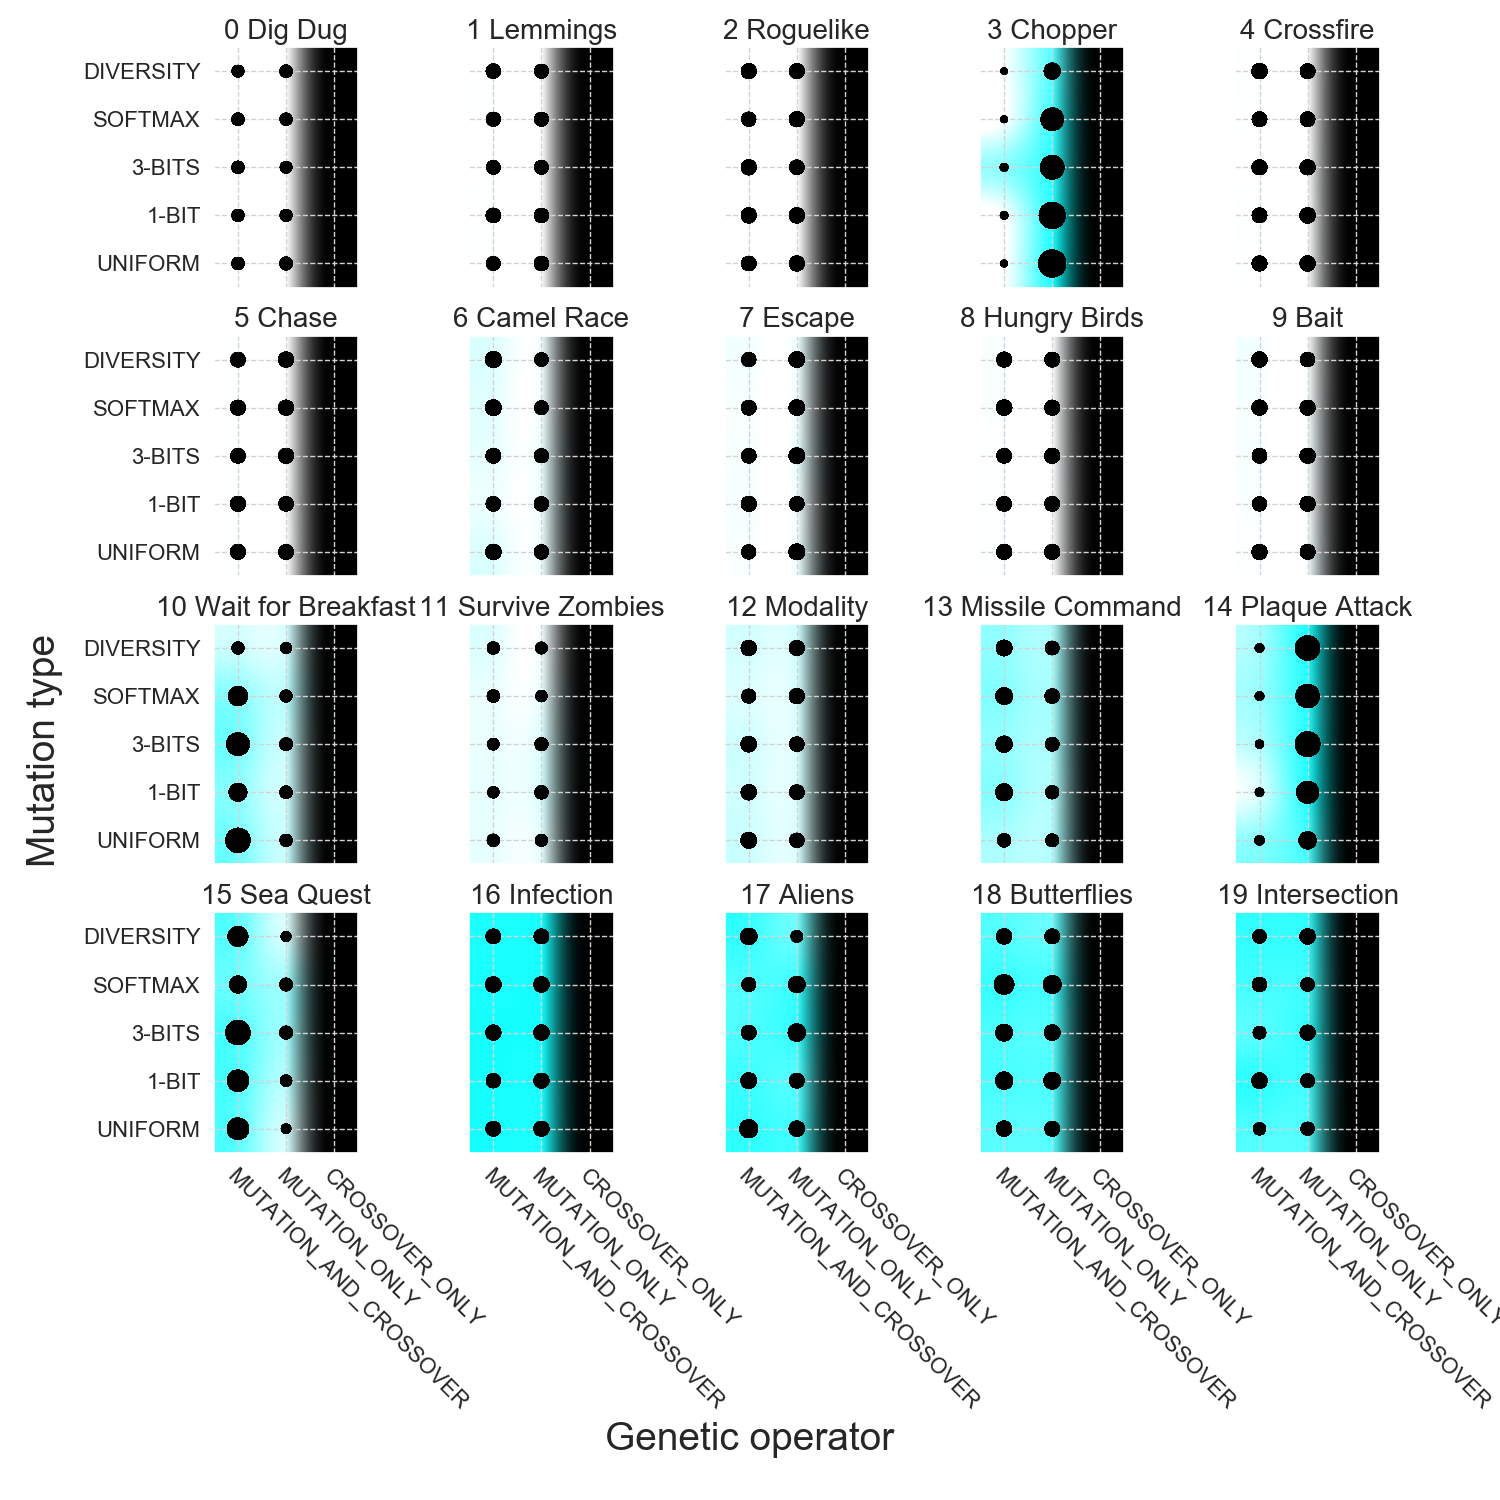 0 Dig Dug
1 Lemmings
2 Roguelike
3 Chopper
4 Crossfire
DIVERSITY
SOFTMAX
3-BITS
1-BIT
UNIFORM
5 Chase
6 Camel Race
7 Escape
8 Hungry Birds
9 Bait
DIVERSITY
SOFTMAX
3-BITS
1-BIT
UNIFORM
10 Wait for Breakfast
11 Survive Zombies
12 Modality
13 Missile Command
14 Plaque Attack
DIVERSITY
SOFTMAX
3-BITS
1-BIT
UNIFORM
15 Sea Quest
16 Infection
17 Aliens
18 Butterflies
19 Intersection
DIVERSITY
SOFTMAX
3-BITS
1-BIT
UNIFORM
Mutation type
MUTATION_AND_CROSSOVER
MUTATION_ONLY
CROSSOVER_ONLY
MUTATION_AND_CROSSOVER
MUTATION_ONLY
CROSSOVER_ONLY
MUTATION_AND_CROSSOVER
MUTATION_ONLY
CROSSOVER_ONLY
MUTATION_AND_CROSSOVER
MUTATION_ONLY
CROSSOVER_ONLY
MUTATION_AND_CROSSOVER
MUTATION_ONLY
CROSSOVER_ONLY
Genetic operator